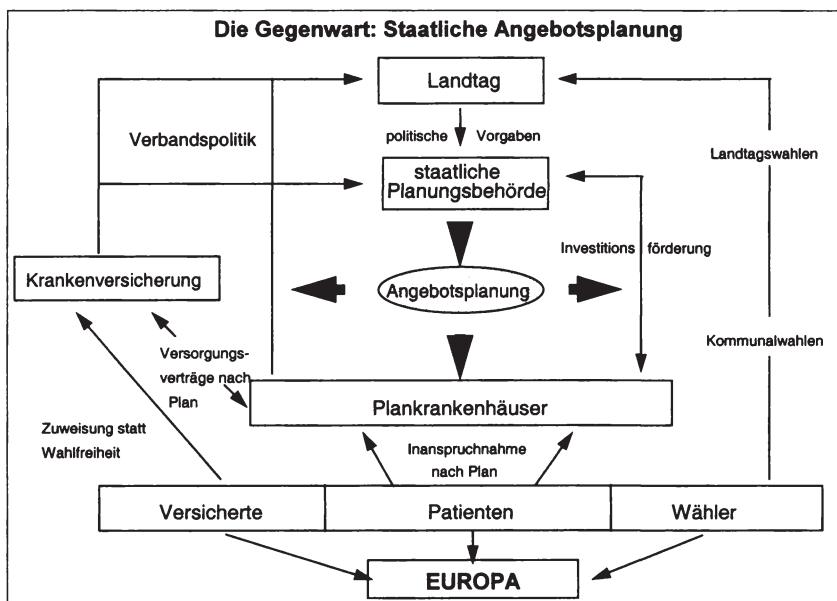 Die Gegenwart: Staatliche Angebotsplanung
Landtag
politische Vorgaben
Verbandspolitik
Landtagswahlen
staatliche
Planungsbehörde
Investitions förderung
Krankenversicherung
Angebotsplanung
Kommunalwahlen
Versorgungs-
verträge nach
Plan
Plankrankenhäuser
Zuweisung statt
Wahlfreiheit
Inanspruchnahme
nach Plan
Versicherte
Patienten
Wähler
EUROPA